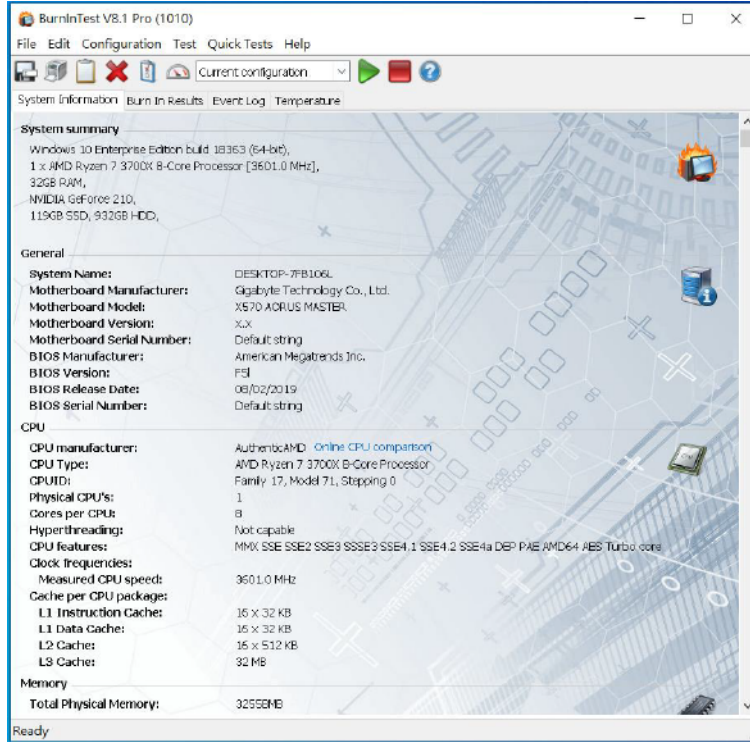 BurnInTest V8.1 Pro (1010)
File Edit Configuration Test Quick Tests Help
Current configuration
System Information Burn In Results Event Log Temperature
System summary
Windows 10 Enterprise Edition build 18363 (64-bit),
1 x AMD Ryzen 7 3700X 8-Core Processor [3601.0 MHz],
32GB RAM,
NVIDIA GeForce 210,
119GB SSD, 932GB HDD,
General
System Name: DESKTOP-7FB106L
Motherboard Manufacturer: Gigabyte Technology Co., Ltd.
Motherboard Model: X570 AORUS MASTER
Motherboard Version: x.x
Motherboard Serial Number: Default string
BIOS Manufacturer: American Megatrends Inc.
BIOS Version:
BIOS Release Date: 08/02/2019
BIOS Serial Number: Default string
CPU
CPU manufacturer: AuthenticAMD Online CPU comparison
CPU Type: AMD Ryzen 7 3700X 8-Core Processor
CPUID: Family 17, Model 71, Stepping 0
Physical CPU's: 1
Cores per CPU: 8
Hyperthreading: Not capable
CPU features: MMX SSE SSE2 SSE3 SSSE3 SSE4.1 SSE4.2 SSE4a DEP PAE AMD64 AES Turbo core
Clock frequencies:
Measured CPU speed: 3601.0 MHz
Cache per CPU package:
L1 Instruction Cache: 16 x 32 KB
L1 Data Cache: 16 x 32 KB
L2 Cache: 16 x 512 KB
L3 Cache: 32 MB
Memory
Total Physical Memory: 32558MB
Ready